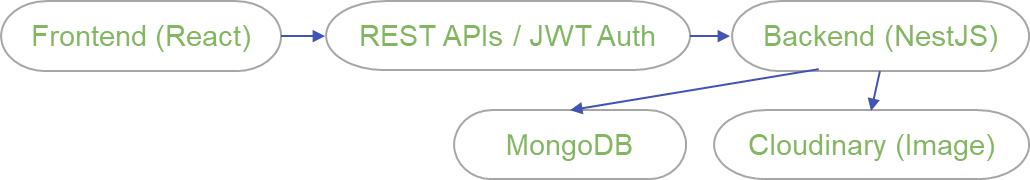 Frontend (React)
REST APIs / JWT Auth
Backend (NestJS)
MongoDB
Cloudinary (Image)